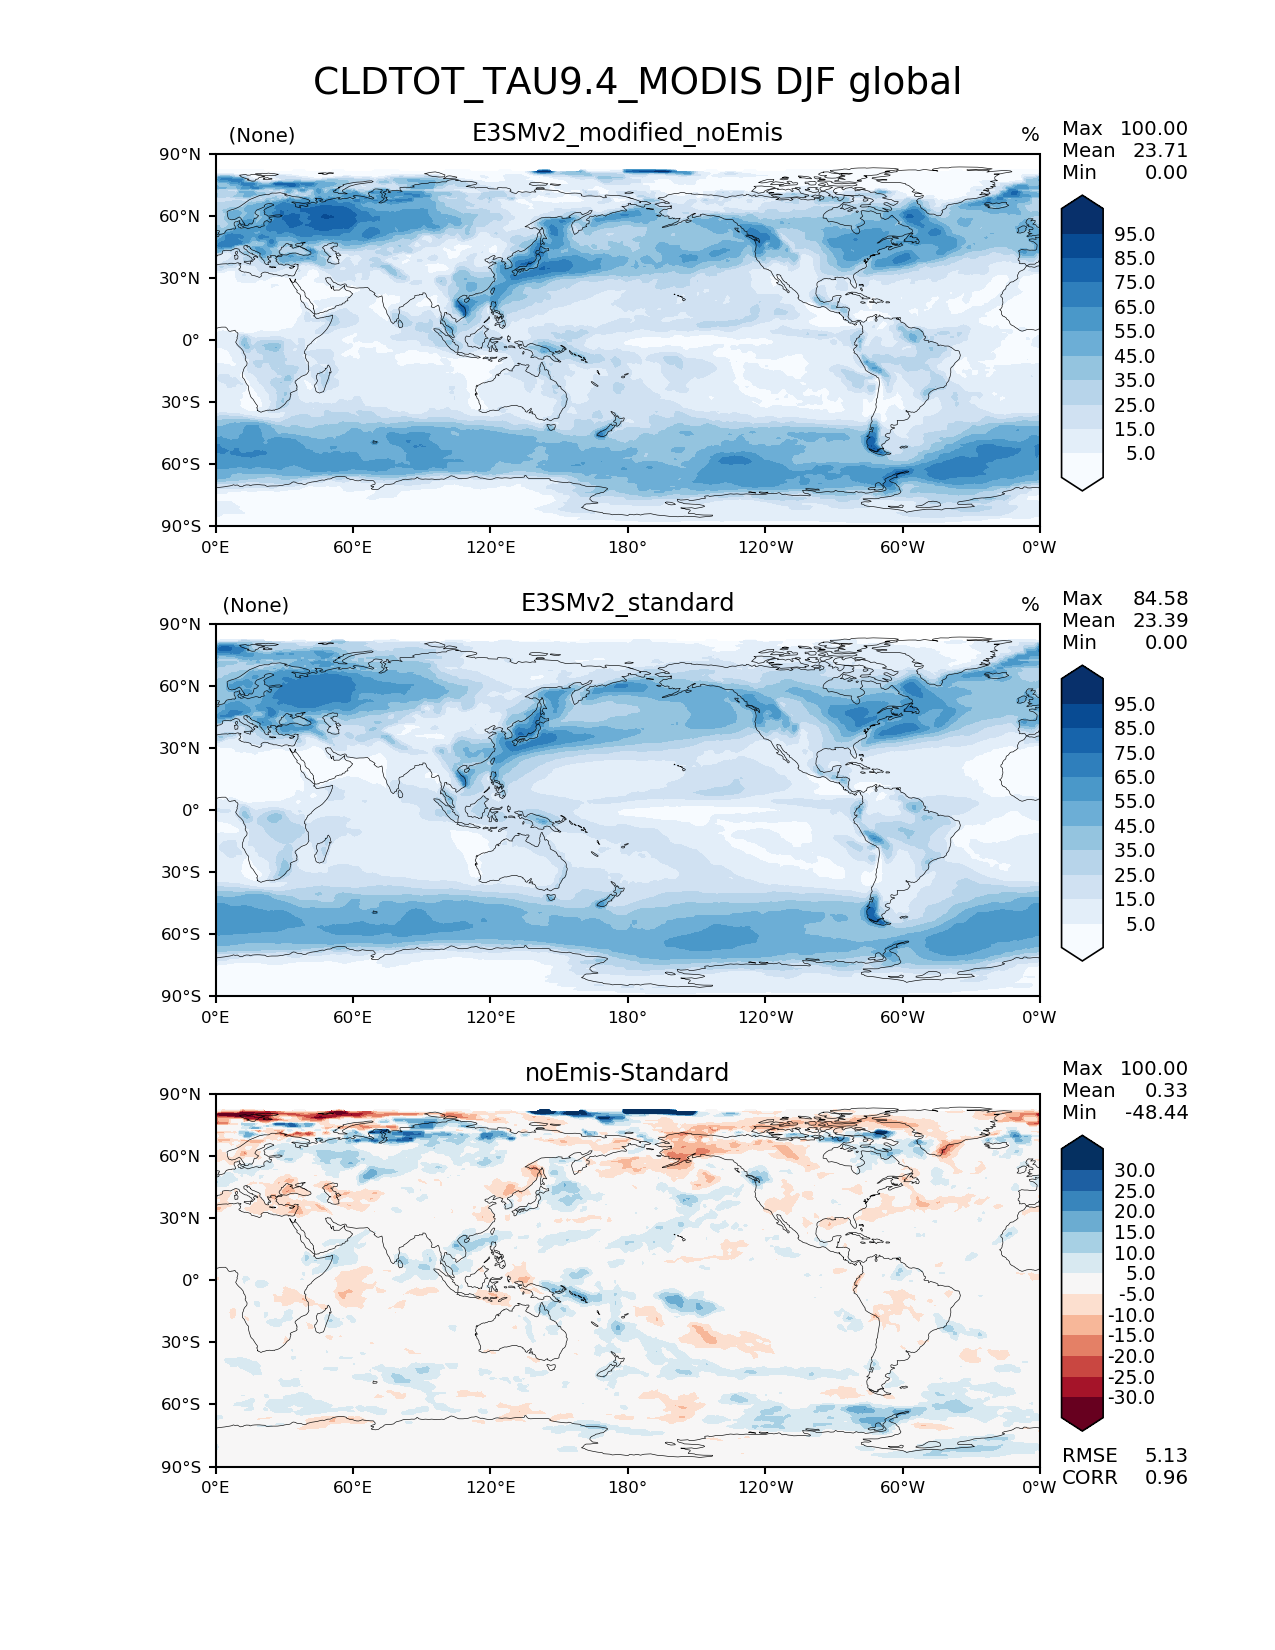 CLDTOT_TAU9.4_MODIS DJF global
(None) E3SMv2_modified_noEmis %
Max 100.00
Mean 23.71
Min 0.00
90°N
60°N
30°N
0°
30°S
60°S
90°S
0°E 60°E 120°E 180° 120°W 60°W 0°W
95.0
85.0
75.0
65.0
55.0
45.0
35.0
25.0
15.0
5.0
(None) E3SMv2_standard %
Max 84.58
Mean 23.39
Min 0.00
90°N
60°N
30°N
0°
30°S
60°S
90°S
0°E 60°E 120°E 180° 120°W 60°W 0°W
95.0
85.0
75.0
65.0
55.0
45.0
35.0
25.0
15.0
5.0
noEmis-Standard
Max 100.00
Mean 0.33
Min -48.44
90°N
60°N
30°N
0°
30°S
60°S
90°S
0°E 60°E 120°E 180° 120°W 60°W 0°W
30.0
25.0
20.0
15.0
10.0
5.0
-5.0
-10.0
-15.0
-20.0
-25.0
-30.0
RMSE 5.13
CORR 0.96